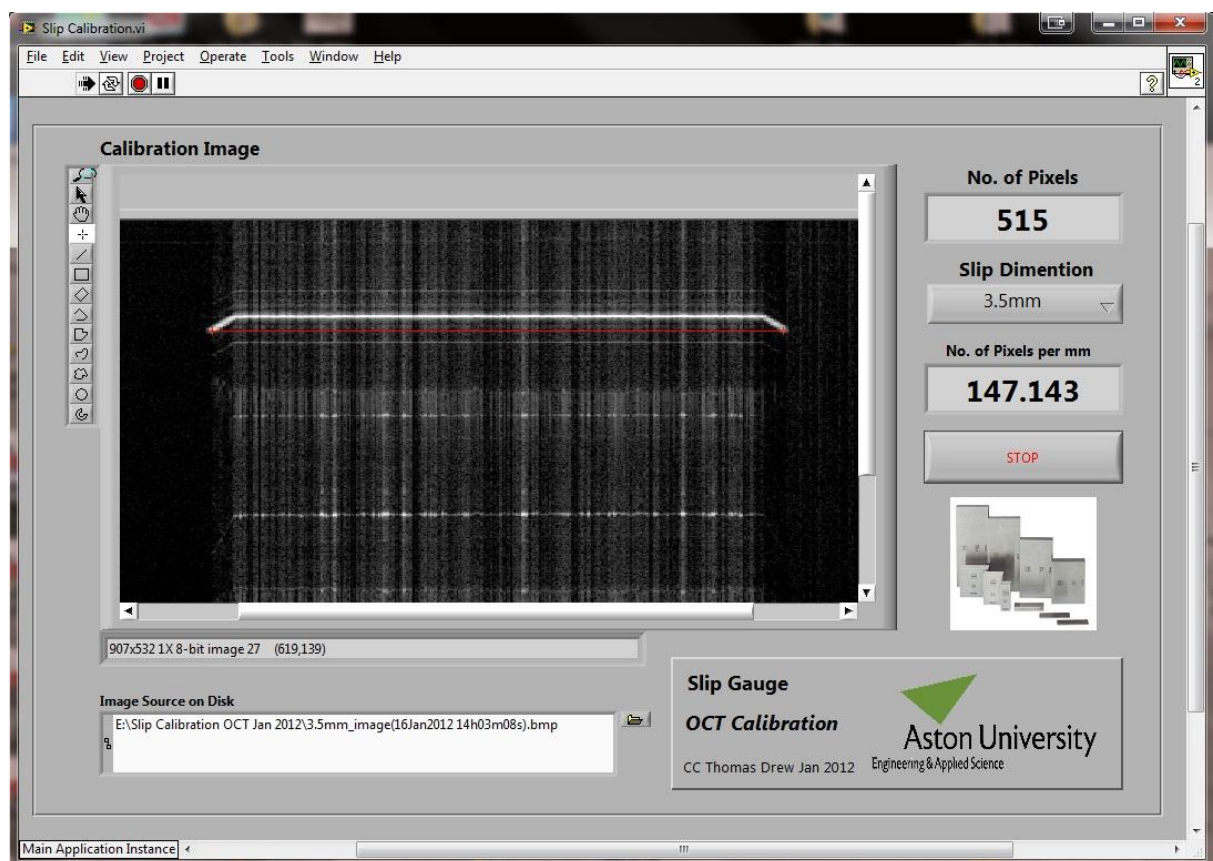 Slip Calibration.vi
File Edit View Project Operate Tools Window Help
2
Calibration Image
No. of Pixels
515
Slip Dimention
3.5mm
No. of Pixels per mm
147.143
STOP
907x532 1X 8-bit image 27 (619,139)
Image Source on Disk
E:\Slip Calibration OCT Jan 2012\3.5mm_image(16Jan2012 14h03m08s).bmp
Slip Gauge
OCT Calibration
CC Thomas Drew Jan 2012
Aston University
Engineering & Applied Science
Main Application Instance